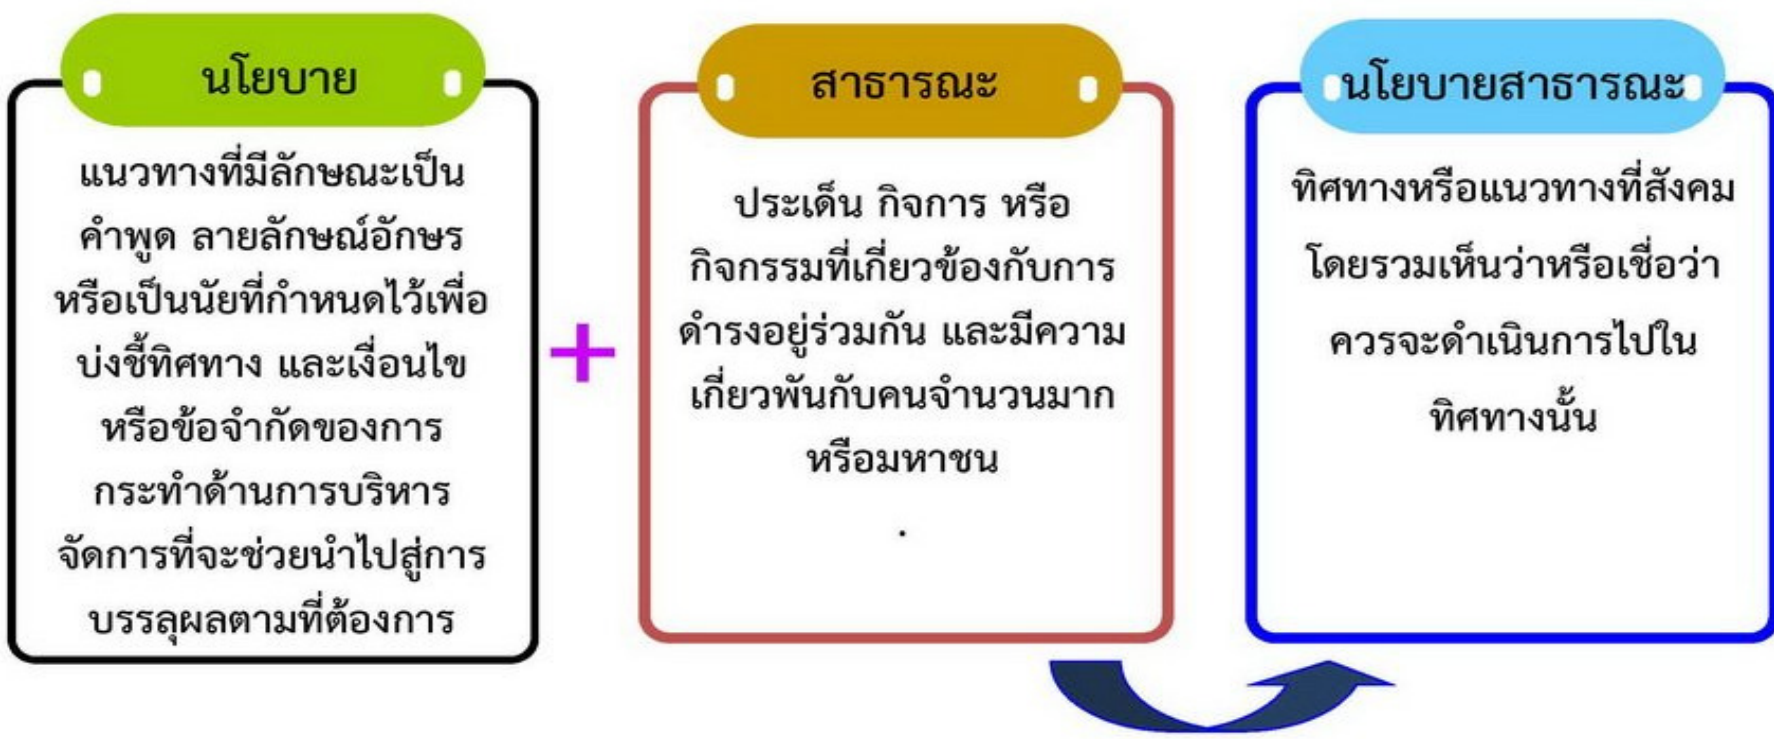 นโยบาย
แนวทางที่มีลักษณะเป็น
คำพูด ลายลักษณ์อักษร
หรือเป็นนัยที่กำหนดไว้เพื่อ
บ่งชี้ทิศทาง และเงื่อนไข
หรือข้อจำกัดของการ
กระทำด้านการบริหาร
จัดการที่จะช่วยนำไปสู่การ
บรรลุผลตามที่ต้องการ
+
สาธารณะ
ประเด็น กิจการ หรือ
กิจกรรมที่เกี่ยวข้องกับการ
ดำรงอยู่ร่วมกัน และมีความ
เกี่ยวพันกับคนจำนวนมาก
หรือมหาชน
.
นโยบายสาธารณะ
ทิศทางหรือแนวทางที่สังคม
โดยรวมเห็นว่าหรือเชื่อว่า
ควรจะดำเนินการไปใน
ทิศทางนั้น